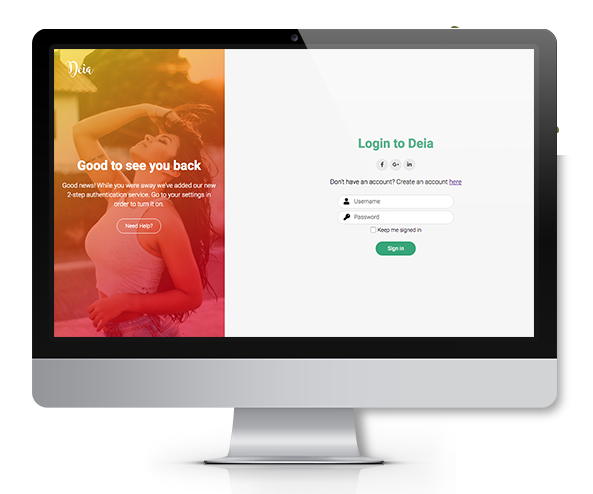 Deia
Good to see you back
Good news! While you were away we've added our new
2-step authentication service. Go to your settings in
order to turn it on.
Need Help?
Login to Deia
f G+ in
Don't have an account? Create an account here
Username
Password
Keep me signed in
Sign in